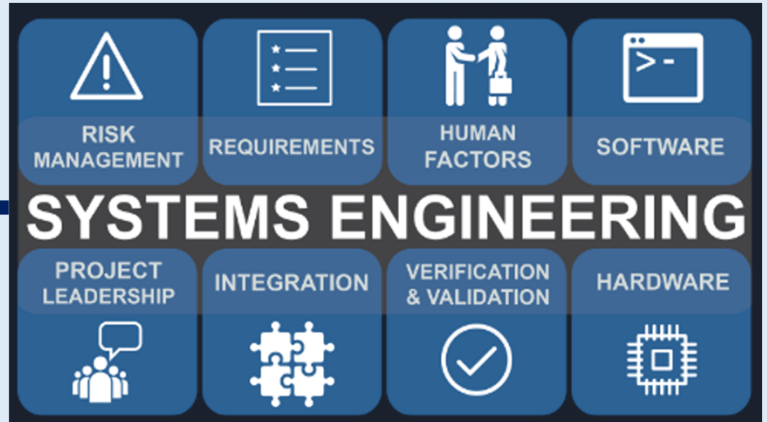 RISK
MANAGEMENT
REQUIREMENTS
HUMAN
FACTORS
SOFTWARE
>-
SYSTEMS ENGINEERING
PROJECT
LEADERSHIP
INTEGRATION
VERIFICATION
& VALIDATION
HARDWARE